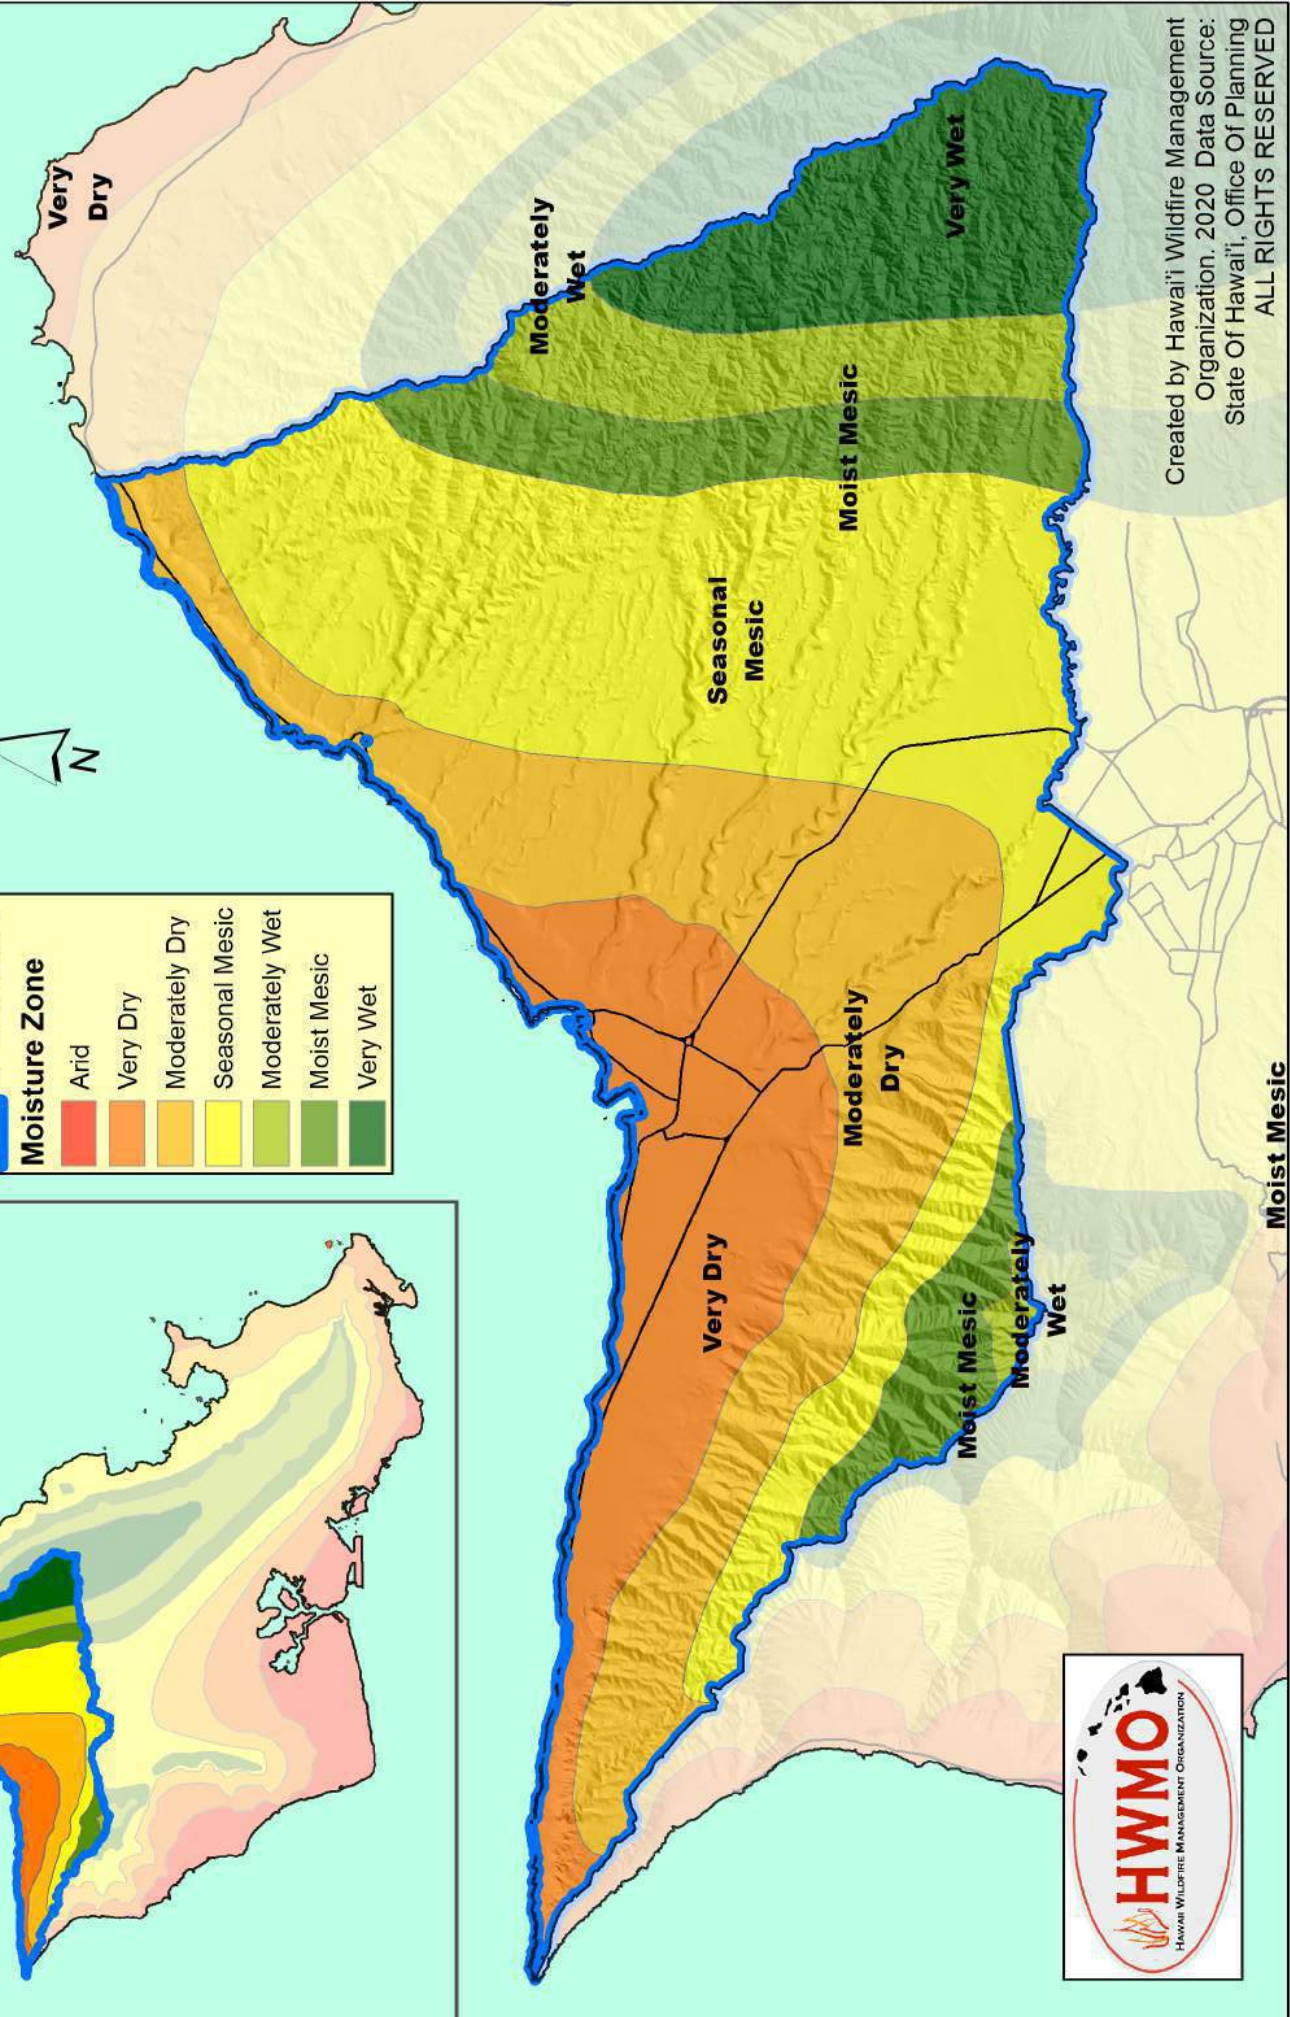 Moisture Zone
Arid
Very Dry
Moderately Dry
Seasonal Mesic
Moderately Wet
Moist Mesic
Very Wet
N
Very
Dry
Moderately
Wet
Very Wet
Moist Mesic
Seasonal
Mesic
Moderately
Dry
Very Dry
Moist Mesic
Moderately
Wet
Moist Mesic
HWMO
HAWAII WILDFIRE MANAGEMENT ORGANIZATION
Created by Hawai'i Wildfire Management
Organization. 2020 Data Source:
State Of Hawai'i, Office Of Planning
ALL RIGHTS RESERVED